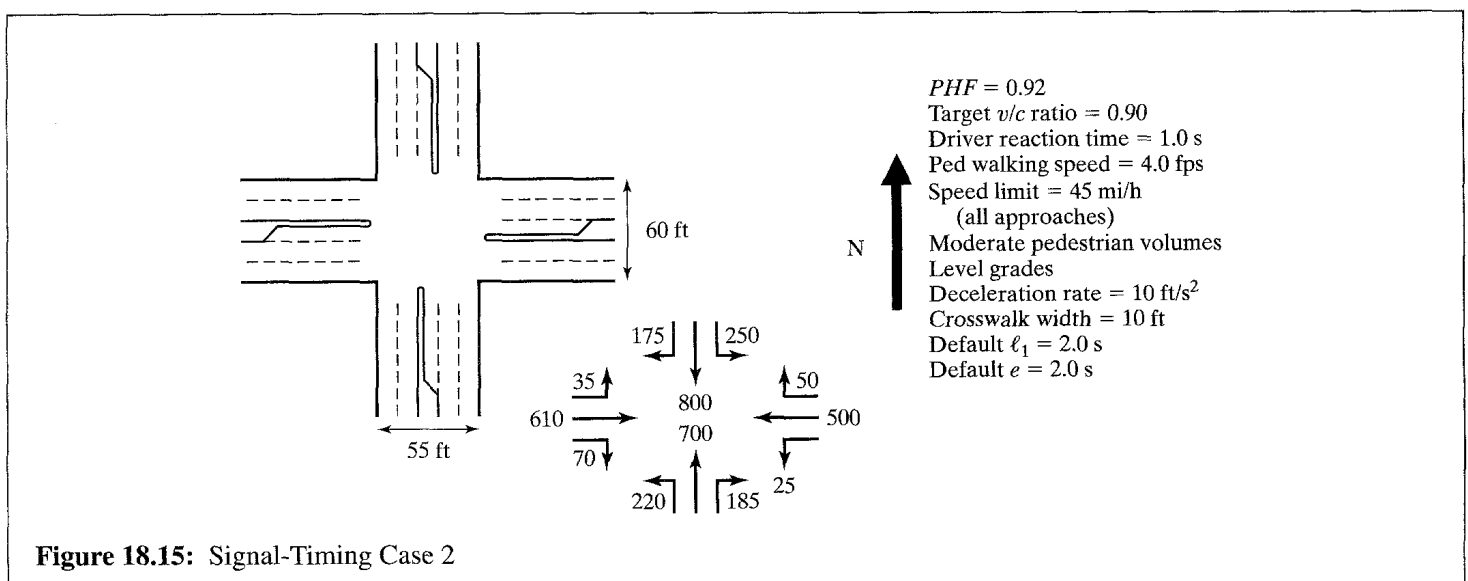 PHF = 0.92
Target v/c ratio = 0.90
Driver reaction time = 1.0 s
Ped walking speed = 4.0 fps
Speed limit = 45 mi/h
(all approaches)
Moderate pedestrian volumes
Level grades
Deceleration rate = 10 ft/s²
Crosswalk width = 10 ft
Default ℓ₁ = 2.0 s
Default e = 2.0 s
N
60 ft
55 ft
175
250
35
50
610
800
500
700
70
25
220
185
Figure 18.15: Signal-Timing Case 2